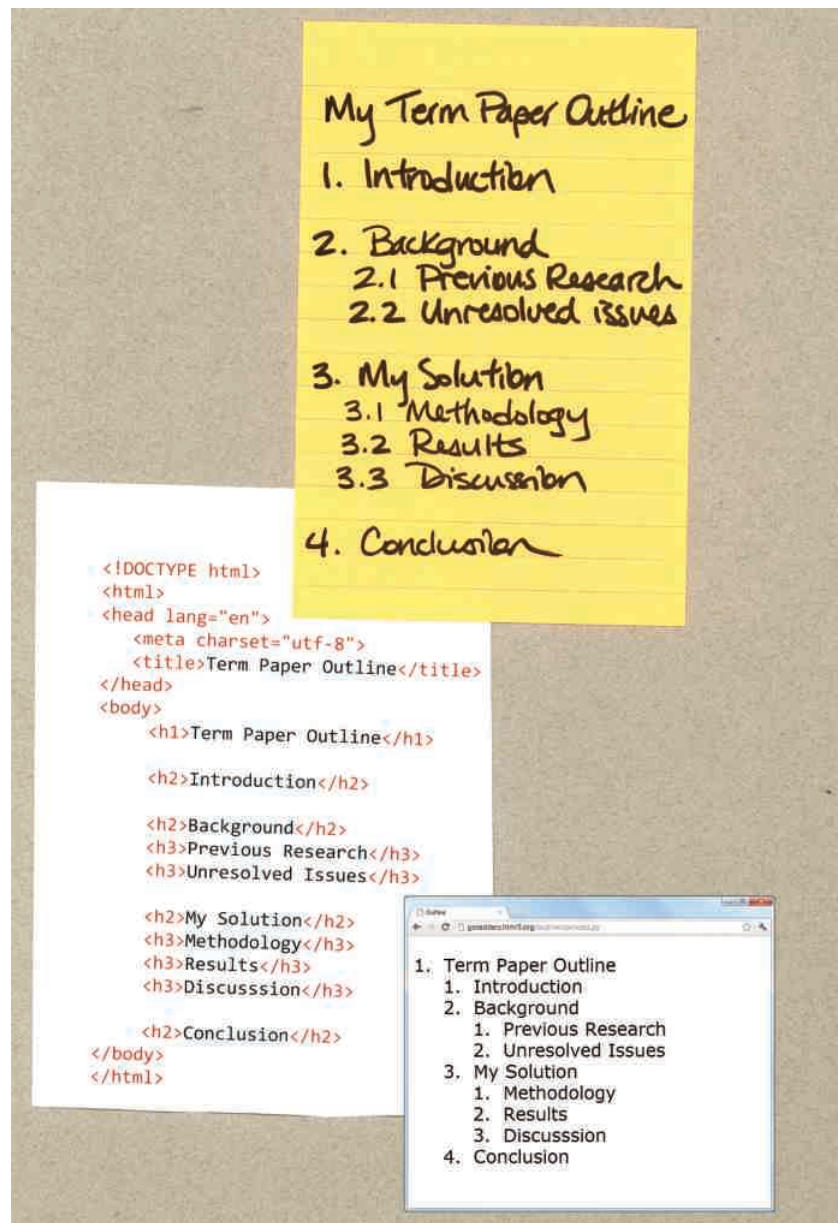 My Term Paper Outline
1. Introduction
2. Background
2.1 Previous Research
2.2 Unresolved issues
3. My Solution
3.1 Methodology
3.2 Results
3.3 Discussion
4. Conclusion
<!DOCTYPE html>
<html>
<head lang="en">
<meta charset="utf-8">
<title>Term Paper Outline</title>
</head>
<body>
<h1>Term Paper Outline</h1>
<h2>Introduction</h2>
<h2>Background</h2>
<h3>Previous Research</h3>
<h3>Unresolved Issues</h3>
<h2>My Solution</h2>
<h3>Methodology</h3>
<h3>Results</h3>
<h3>Discusssion</h3>
<h2>Conclusion</h2>
</body>
</html>
1. Term Paper Outline
1. Introduction
2. Background
1. Previous Research
2. Unresolved Issues
3. My Solution
1. Methodology
2. Results
3. Discusssion
4. Conclusion